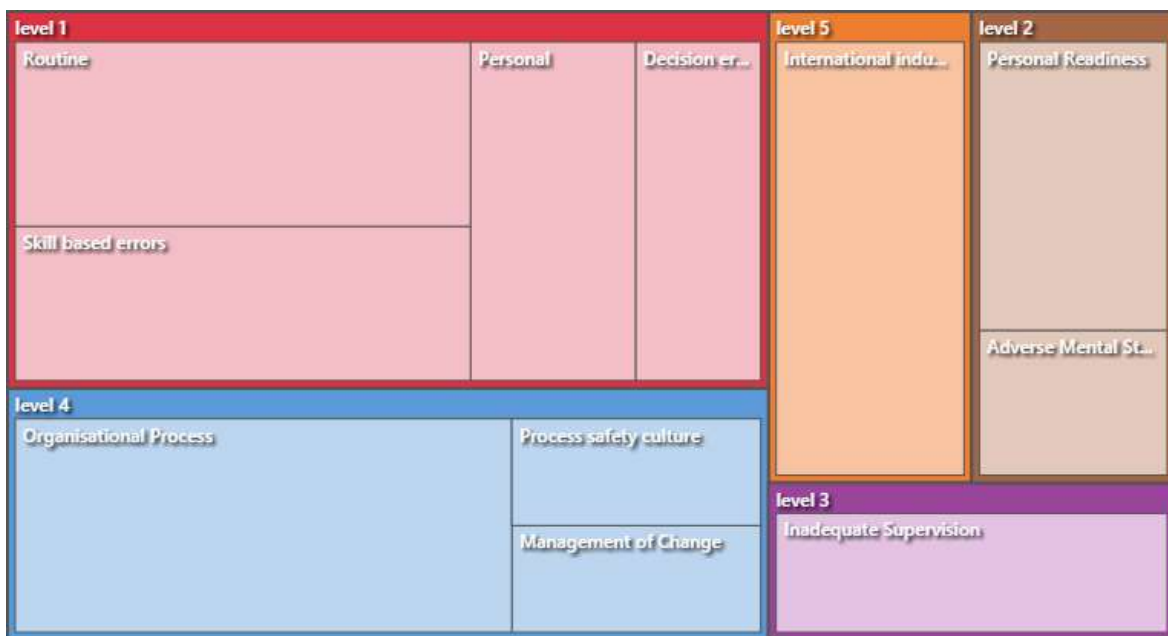 level 1
Routine
Personal
Decision er...
Skill based errors
level 5
International indu...
level 2
Personal Readiness
Adverse Mental St...
level 4
Organisational Process
Process safety culture
Management of Change
level 3
Inadequate Supervision